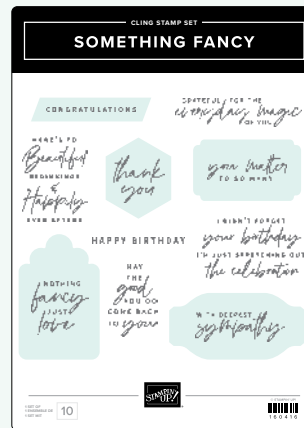 CLING STAMP SET
SOMETHING FANCY
CONGRATULATIONS
GRATEFUL FOR THE
everyday magic
OF YOU
HERE'S TO
Beautiful
BEGINNINGS
&
Happily
EVER AFTERS
thank
you
you matter
TO SO MANY
HAPPY BIRTHDAY
I DIDN'T FORGET
your birthday
I'M JUST STRETCHING OUT
the celebration
NOTHING
fancy
JUST
love
MAY
THE
good
YOU DO
COME BACK
TO you
WITH DEEPEST
sympathy
STAMPIN' UP!
10
© STAMPIN' UP!
160416